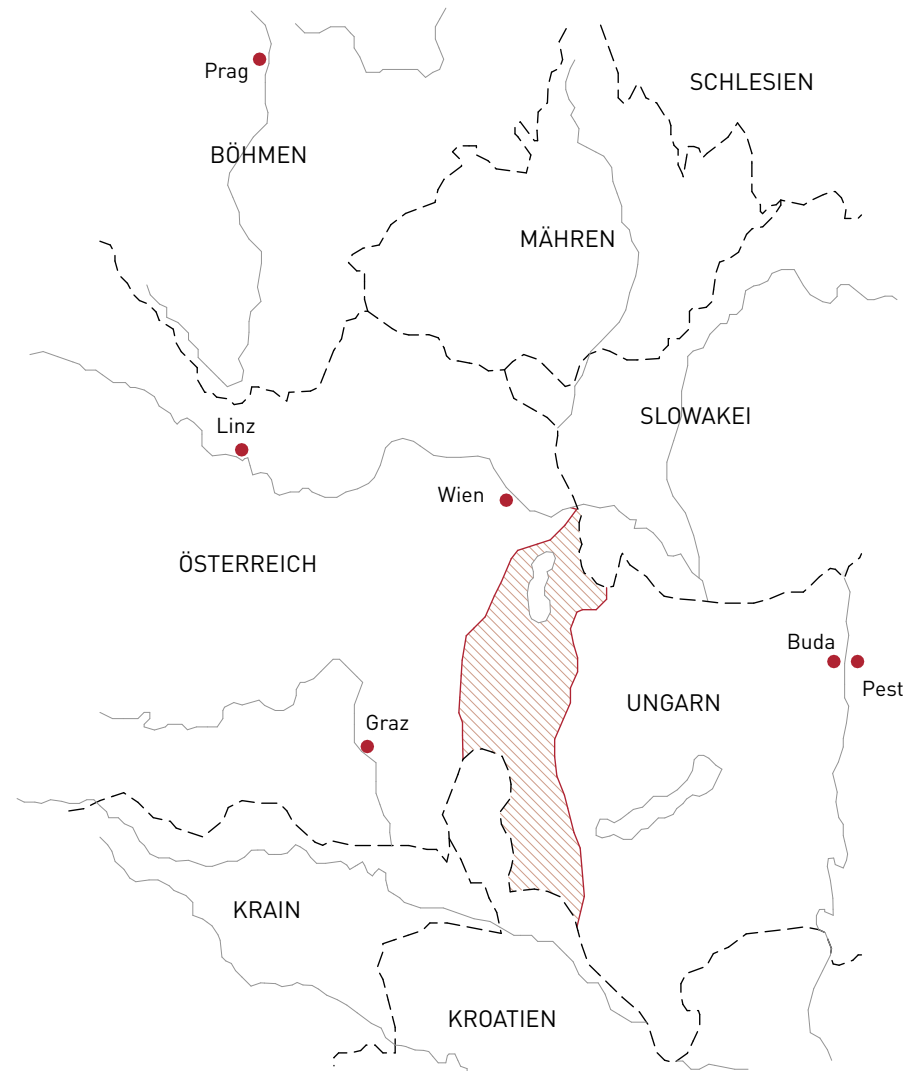 Prag
SCHLESIEN
BÖHMEN
MÄHREN
SLOWAKEI
Linz
Wien
ÖSTERREICH
Buda
Pest
UNGARN
Graz
KRAIN
KROATIEN